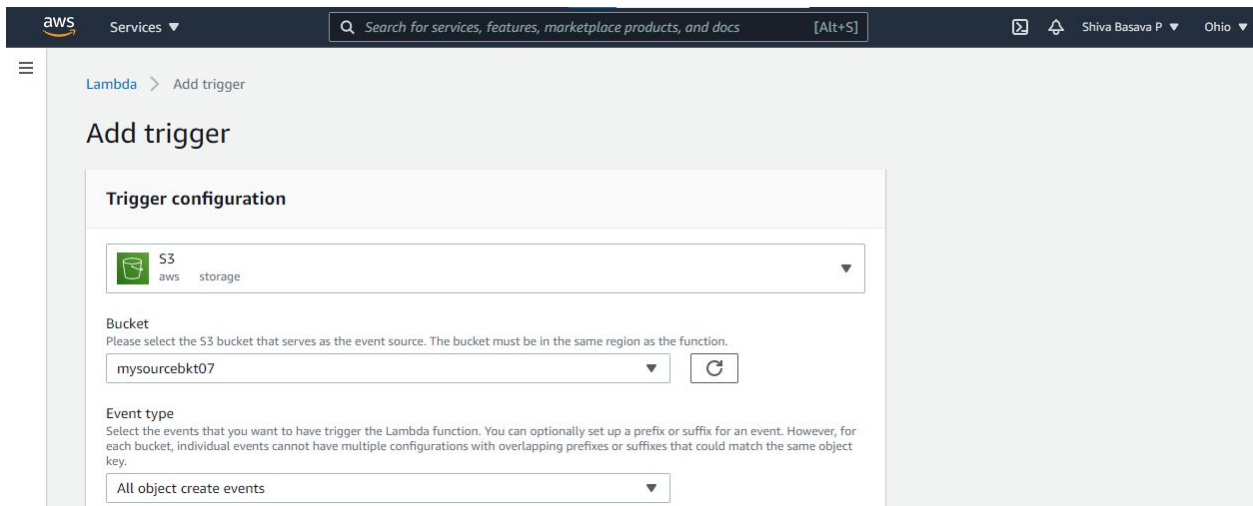 aws Services Search for services, features, marketplace products, and docs [Alt+S] Shiva Basava P Ohio
Lambda > Add trigger
Add trigger
Trigger configuration
S3
aws storage
Bucket
Please select the S3 bucket that serves as the event source. The bucket must be in the same region as the function.
mysourcebkt07
Event type
Select the events that you want to have trigger the Lambda function. You can optionally set up a prefix or suffix for an event. However, for
each bucket, individual events cannot have multiple configurations with overlapping prefixes or suffixes that could match the same object
key.
All object create events